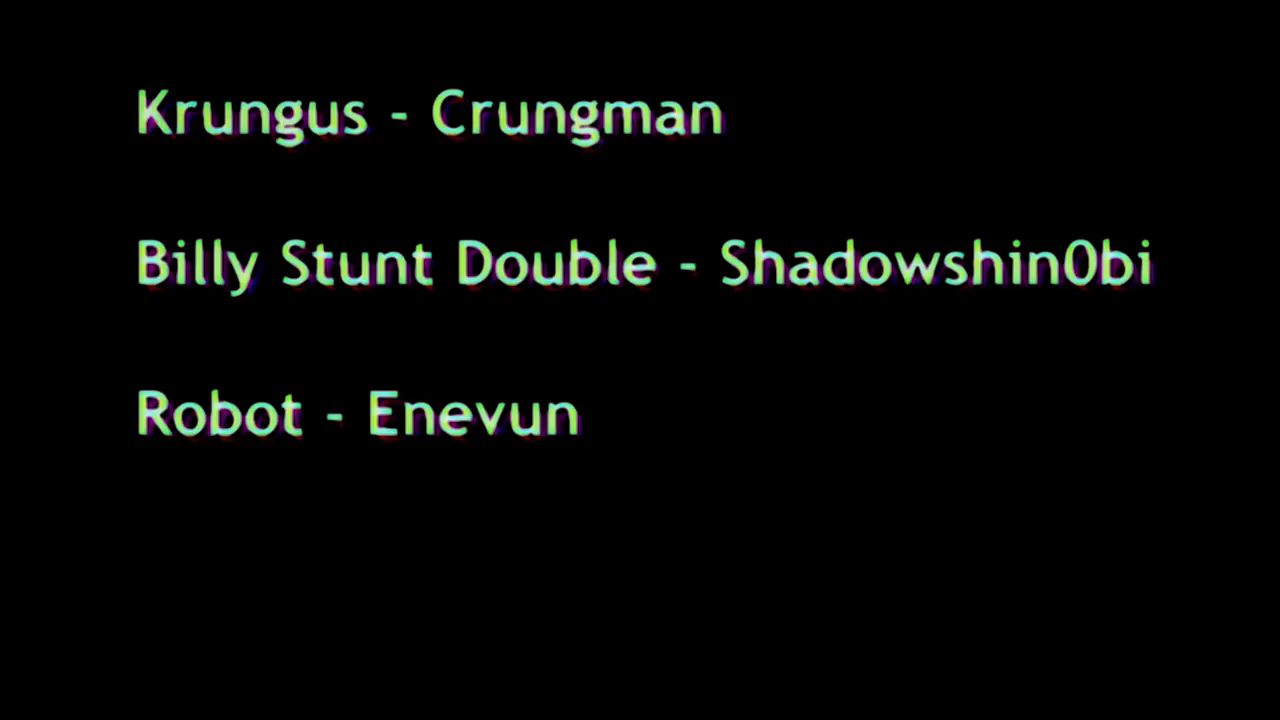 Krungus - Crungman
Billy Stunt Double - Shadowshin0bi
Robot - Enevun